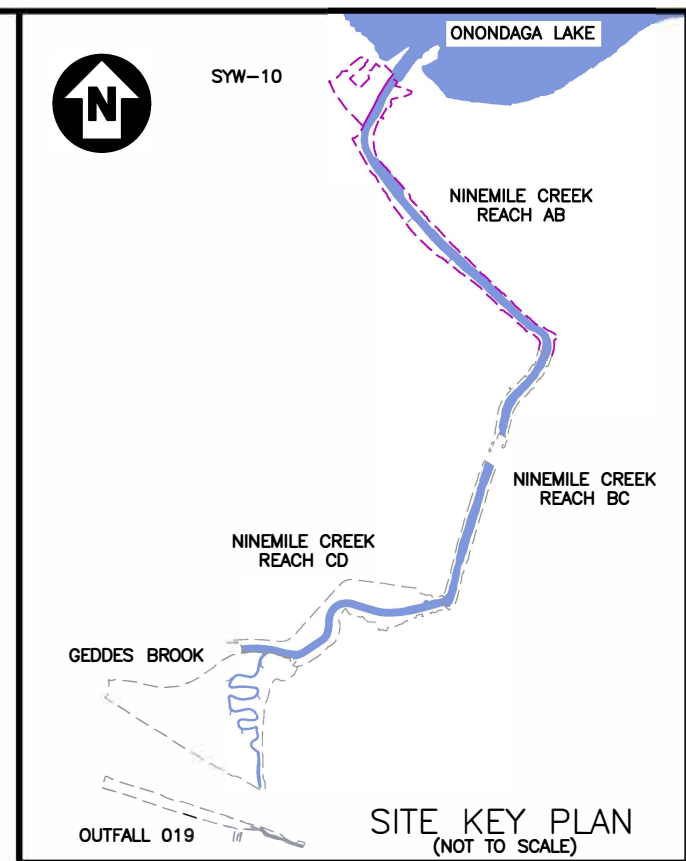 ONONDAGA LAKE
SYW-10
N
NINEMILE CREEK
REACH AB
NINEMILE CREEK
REACH BC
NINEMILE CREEK
REACH CD
GEDDES BROOK
OUTFALL 019
SITE KEY PLAN
(NOT TO SCALE)